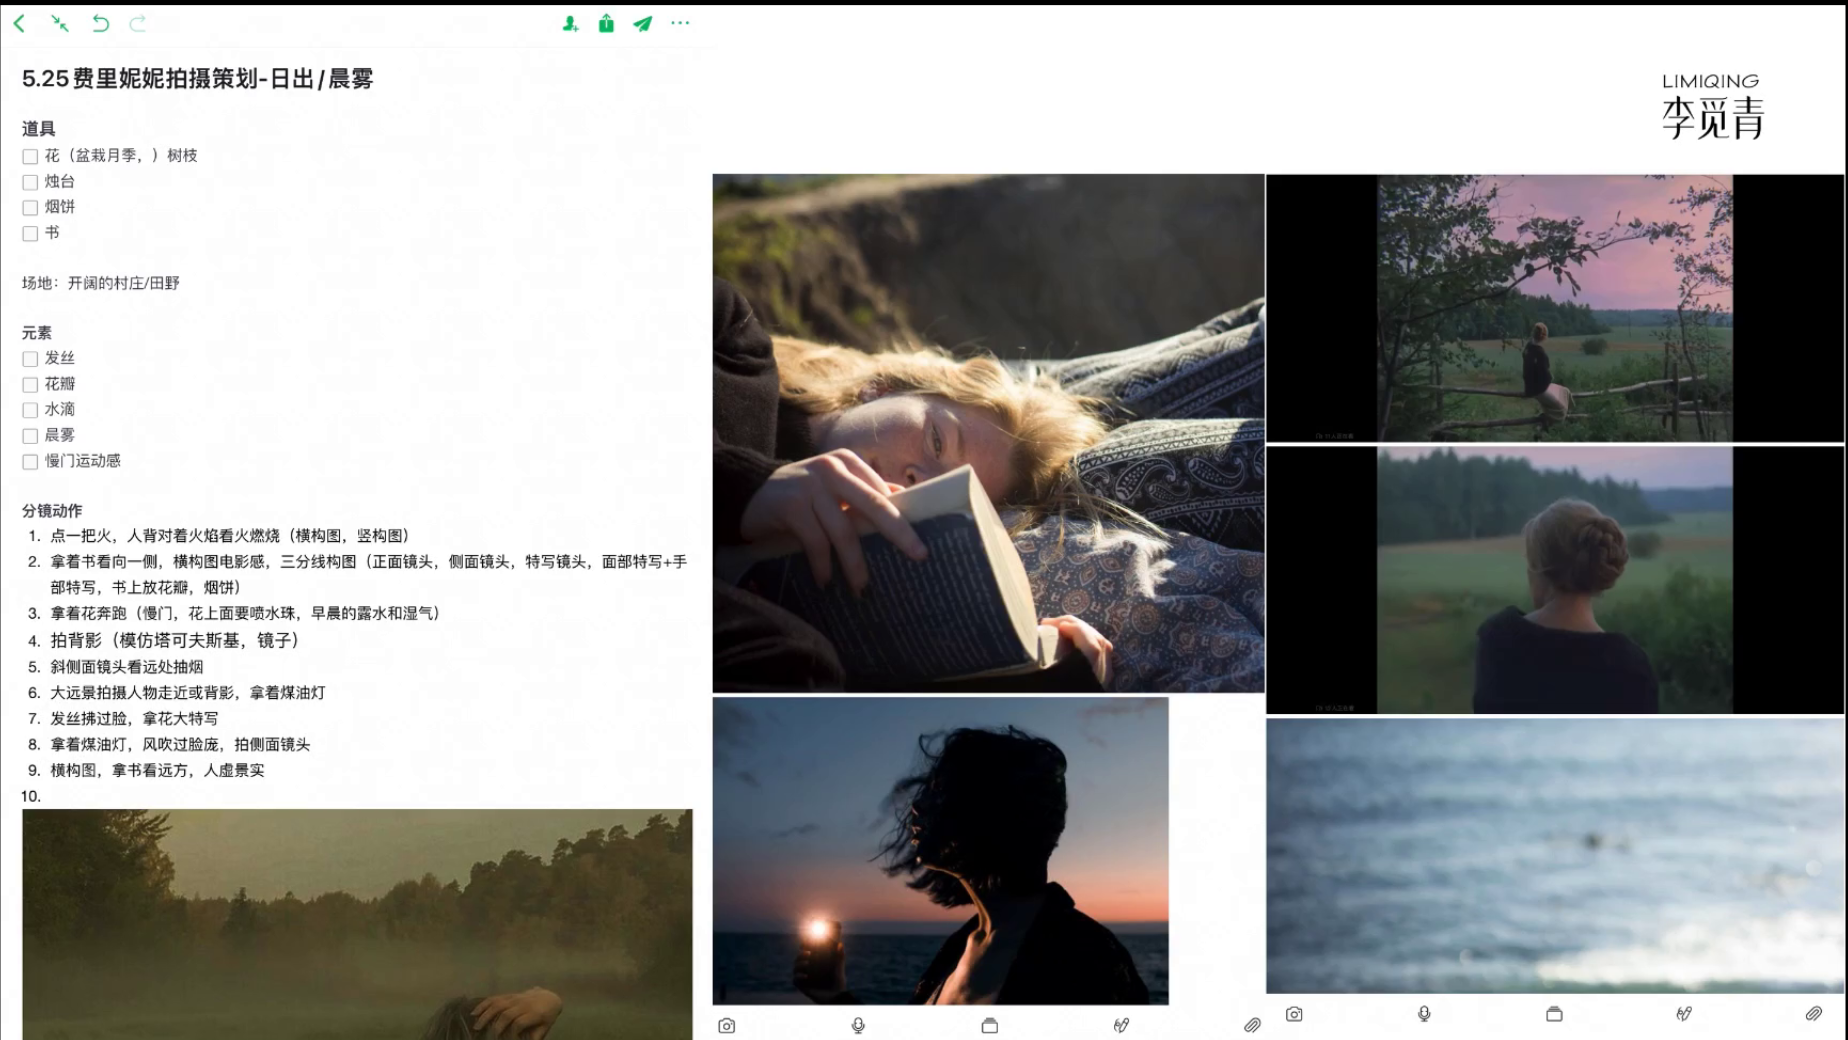 5.25费里妮妮拍摄策划-日出/晨雾
道具
花（盆栽月季，）树枝
烛台
烟饼
书
场地：开阔的村庄/田野
元素
发丝
花瓣
水滴
晨雾
慢门运动感
分镜动作
1. 点一把火，人背对着火焰看火燃烧（横构图，竖构图）
2. 拿着书看向一侧，横构图电影感，三分线构图（正面镜头，侧面镜头，特写镜头，面部特写+手
部特写，书上放花瓣，烟饼）
3. 拿着花奔跑（慢门，花上面要喷水珠，早晨的露水和湿气）
4. 拍背影（模仿塔可夫斯基，镜子）
5. 斜侧面镜头看远处抽烟
6. 大远景拍摄人物走近或背影，拿着煤油灯
7. 发丝拂过脸，拿花大特写
8. 拿着煤油灯，风吹过脸庞，拍侧面镜头
9. 横构图，拿书看远方，人虚景实
10.
LIMIQING
李觅青